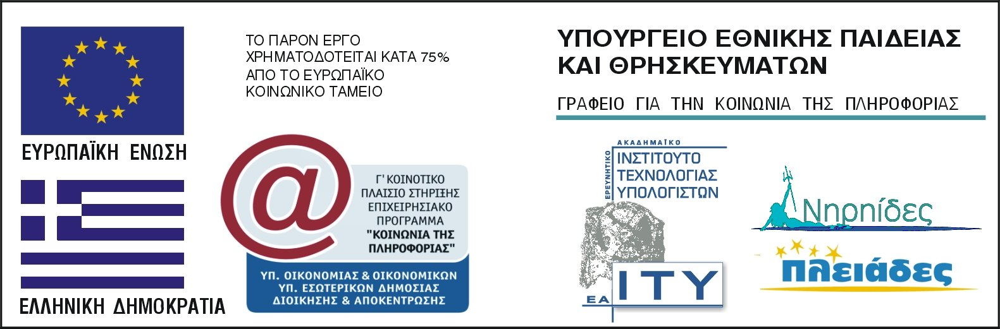 ΕΥΡΩΠΑΪΚΗ ΕΝΩΣΗ
ΕΛΛΗΝΙΚΗ ΔΗΜΟΚΡΑΤΙΑ
ΤΟ ΠΑΡΟΝ ΕΡΓΟ
ΧΡΗΜΑΤΟΔΟΤΕΙΤΑΙ ΚΑΤΑ 75%
ΑΠΟ ΤΟ ΕΥΡΩΠΑΪΚΟ
ΚΟΙΝΩΝΙΚΟ ΤΑΜΕΙΟ
@
Γ' ΚΟΙΝΟΤΙΚΟ
ΠΛΑΙΣΙΟ ΣΤΗΡΙΞΗΣ
ΕΠΙΧΕΙΡΗΣΙΑΚΟ
ΠΡΟΓΡΑΜΜΑ
"ΚΟΙΝΩΝΙΑ ΤΗΣ
ΠΛΗΡΟΦΟΡΙΑΣ"
ΥΠ. ΟΙΚΟΝΟΜΙΑΣ & ΟΙΚΟΝΟΜΙΚΩΝ
ΥΠ. ΕΣΩΤΕΡΙΚΩΝ ΔΗΜΟΣΙΑΣ
ΔΙΟΙΚΗΣΗΣ & ΑΠΟΚΕΝΤΡΩΣΗΣ
ΥΠΟΥΡΓΕΙΟ ΕΘΝΙΚΗΣ ΠΑΙΔΕΙΑΣ
ΚΑΙ ΘΡΗΣΚΕΥΜΑΤΩΝ
ΓΡΑΦΕΙΟ ΓΙΑ ΤΗΝ ΚΟΙΝΩΝΙΑ ΤΗΣ ΠΛΗΡΟΦΟΡΙΑΣ
ΑΚΑΔΗΜΑΪΚΟ
ΕΡΕΥΝΗΤΙΚΟ
ΙΝΣΤΙΤΟΥΤΟ
ΤΕΧΝΟΛΟΓΙΑΣ
ΥΠΟΛΟΓΙΣΤΩΝ
ΕΑ ΙΤΥ
Νηρηίδες
Πλειάδες